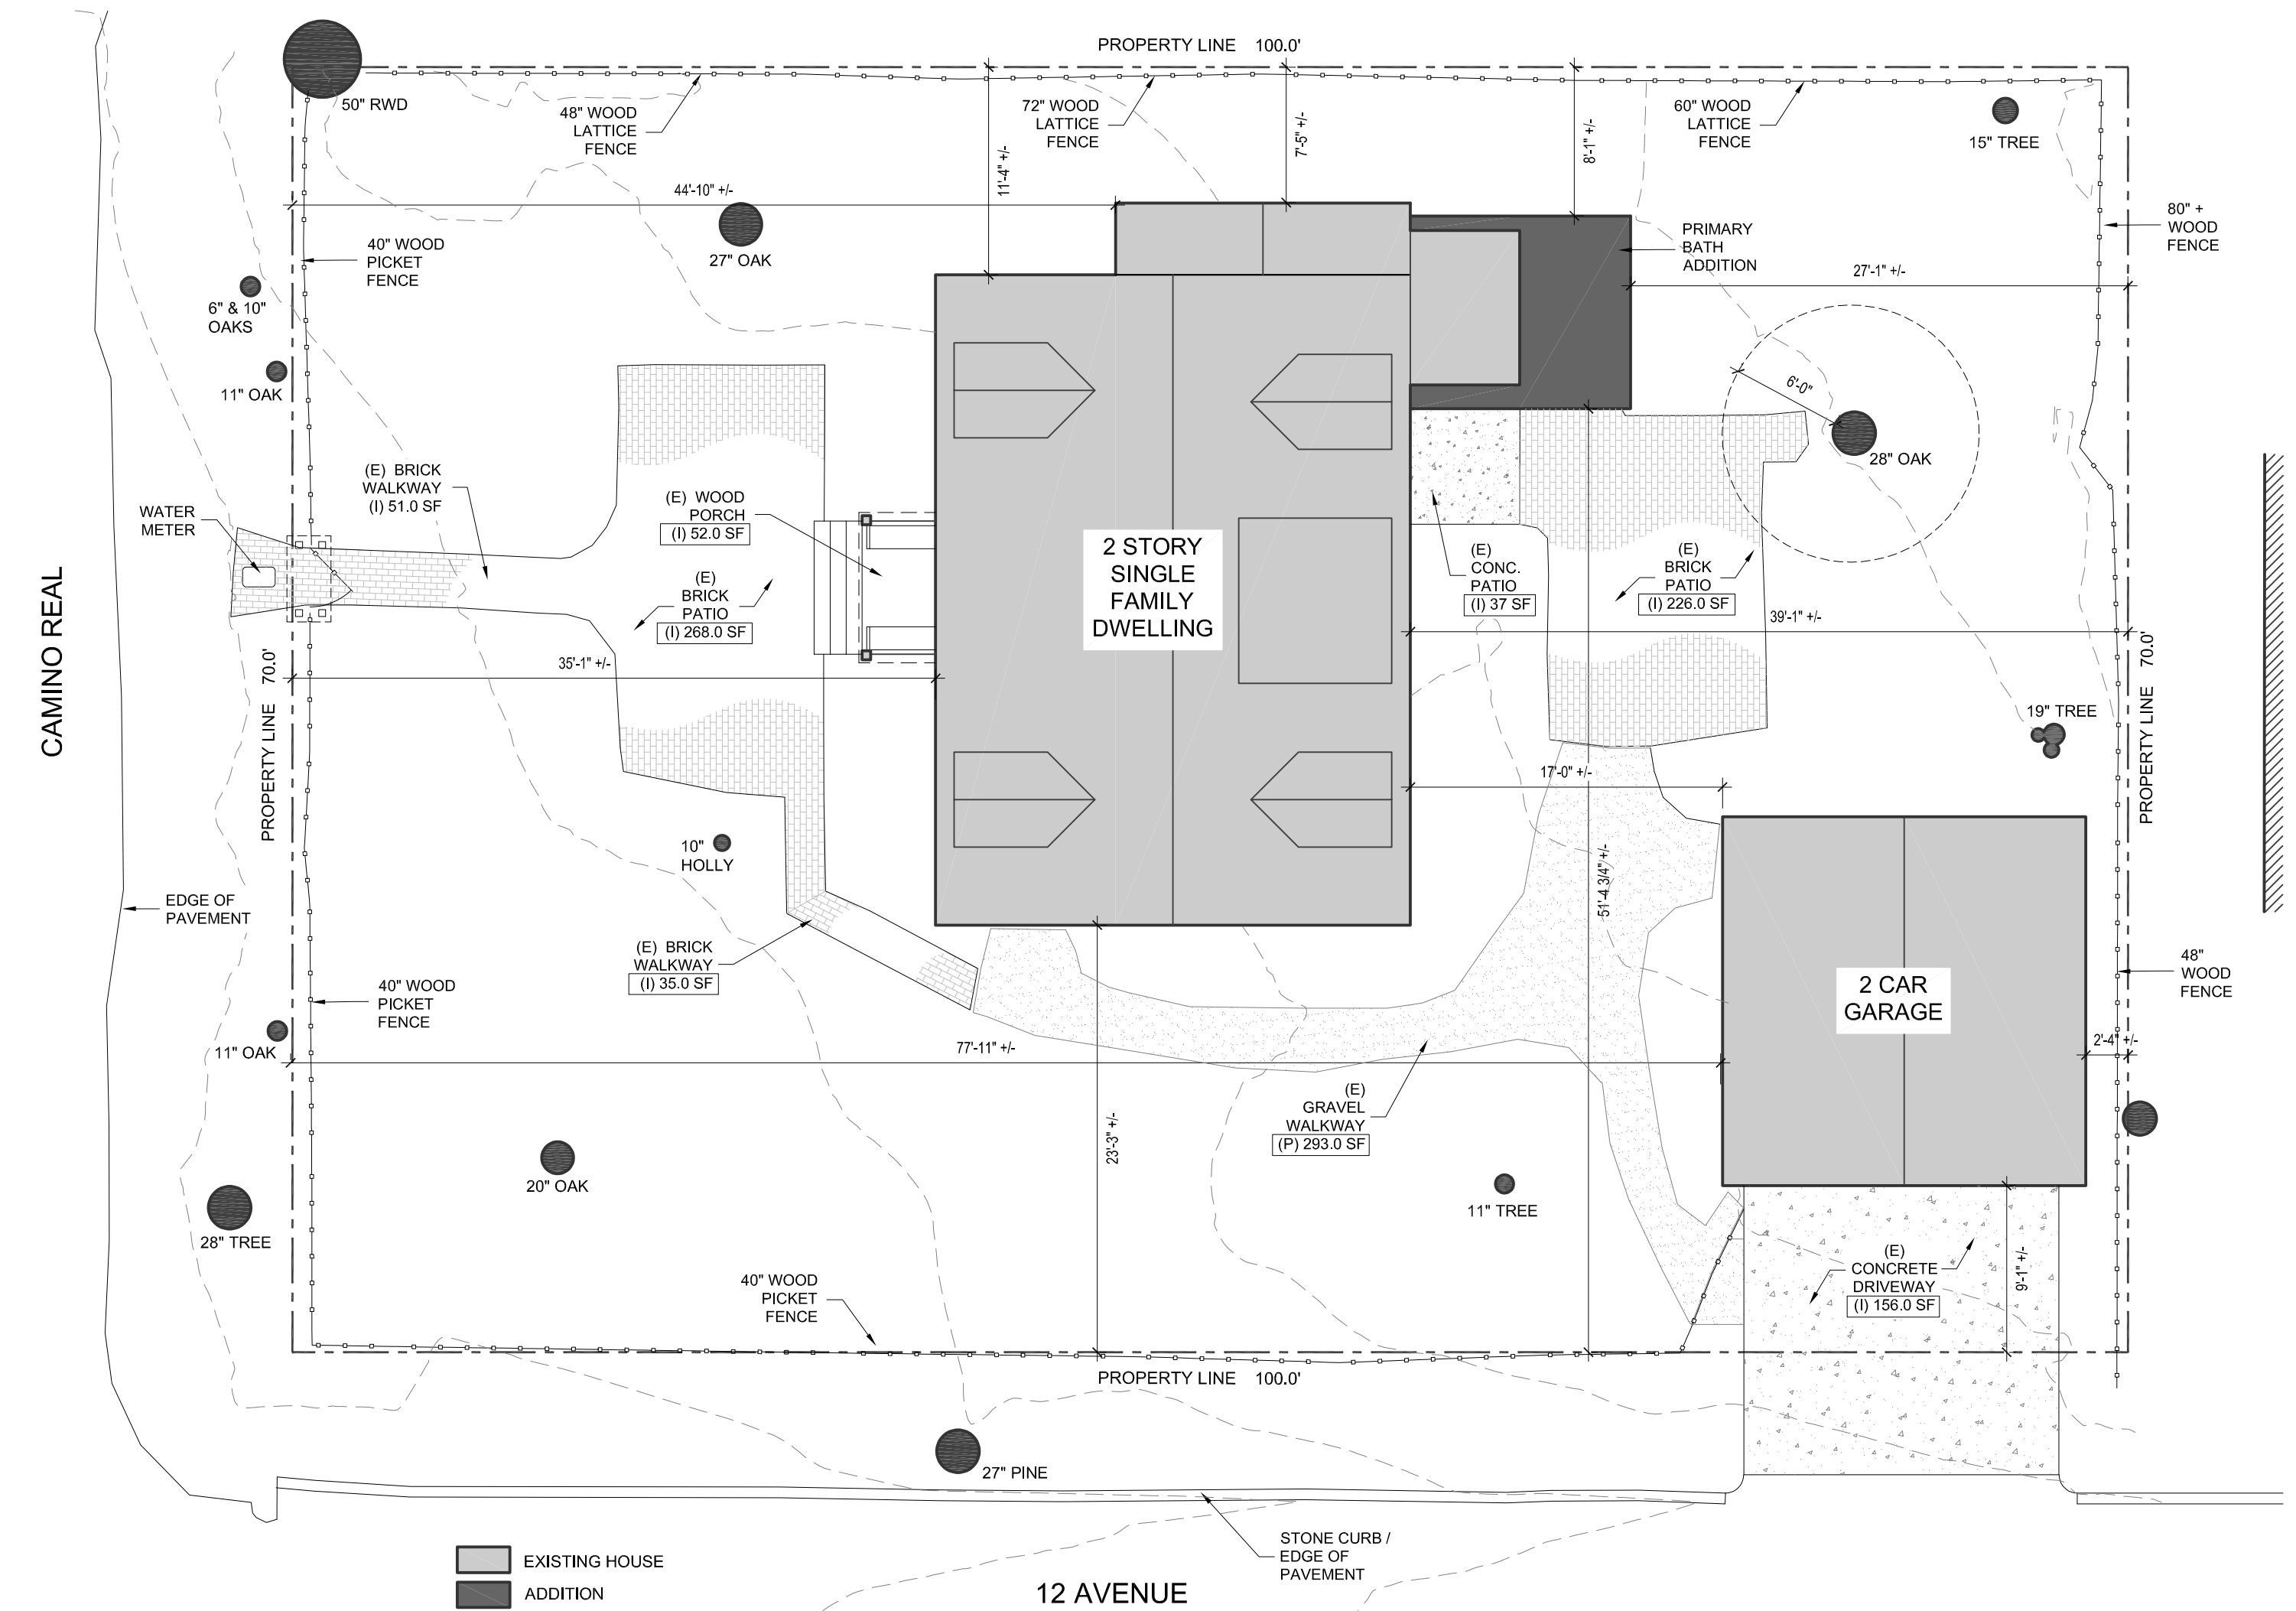 PROPERTY LINE 100.0'
50" RWD
48" WOOD
LATTICE
FENCE
72" WOOD
LATTICE
FENCE
60" WOOD
LATTICE
FENCE
15" TREE
11'-4" +/-
7'-5" +/-
8'-1" +/-
44'-10" +/-
27" OAK
40" WOOD
PICKET
FENCE
PRIMARY
BATH
ADDITION
80" +
WOOD
FENCE
27'-1" +/-
6" & 10"
OAKS
11" OAK
6'-0"
28" OAK
(E) BRICK
WALKWAY
(I) 51.0 SF
WATER
METER
(E) WOOD
PORCH
(I) 52.0 SF
(E)
BRICK
PATIO
(I) 268.0 SF
2 STORY
SINGLE
FAMILY
DWELLING
(E)
CONC.
PATIO
(I) 37 SF
(E)
BRICK
PATIO
(I) 226.0 SF
39'-1" +/-
CAMINO REAL
PROPERTY LINE 70.0'
35'-1" +/-
PROPERTY LINE 70.0'
19" TREE
17'-0" +/-
10"
HOLLY
51'-4 3/4" +/-
EDGE OF
PAVEMENT
(E) BRICK
WALKWAY
(I) 35.0 SF
40" WOOD
PICKET
FENCE
2 CAR
GARAGE
48"
WOOD
FENCE
11" OAK
77'-11" +/-
2'-4" +/-
(E)
GRAVEL
WALKWAY
(P) 293.0 SF
23'-3" +/-
20" OAK
11" TREE
28" TREE
(E)
CONCRETE
DRIVEWAY
(I) 156.0 SF
9'-1" +/-
40" WOOD
PICKET
FENCE
PROPERTY LINE 100.0'
27" PINE
STONE CURB /
EDGE OF
PAVEMENT
EXISTING HOUSE
ADDITION
12 AVENUE